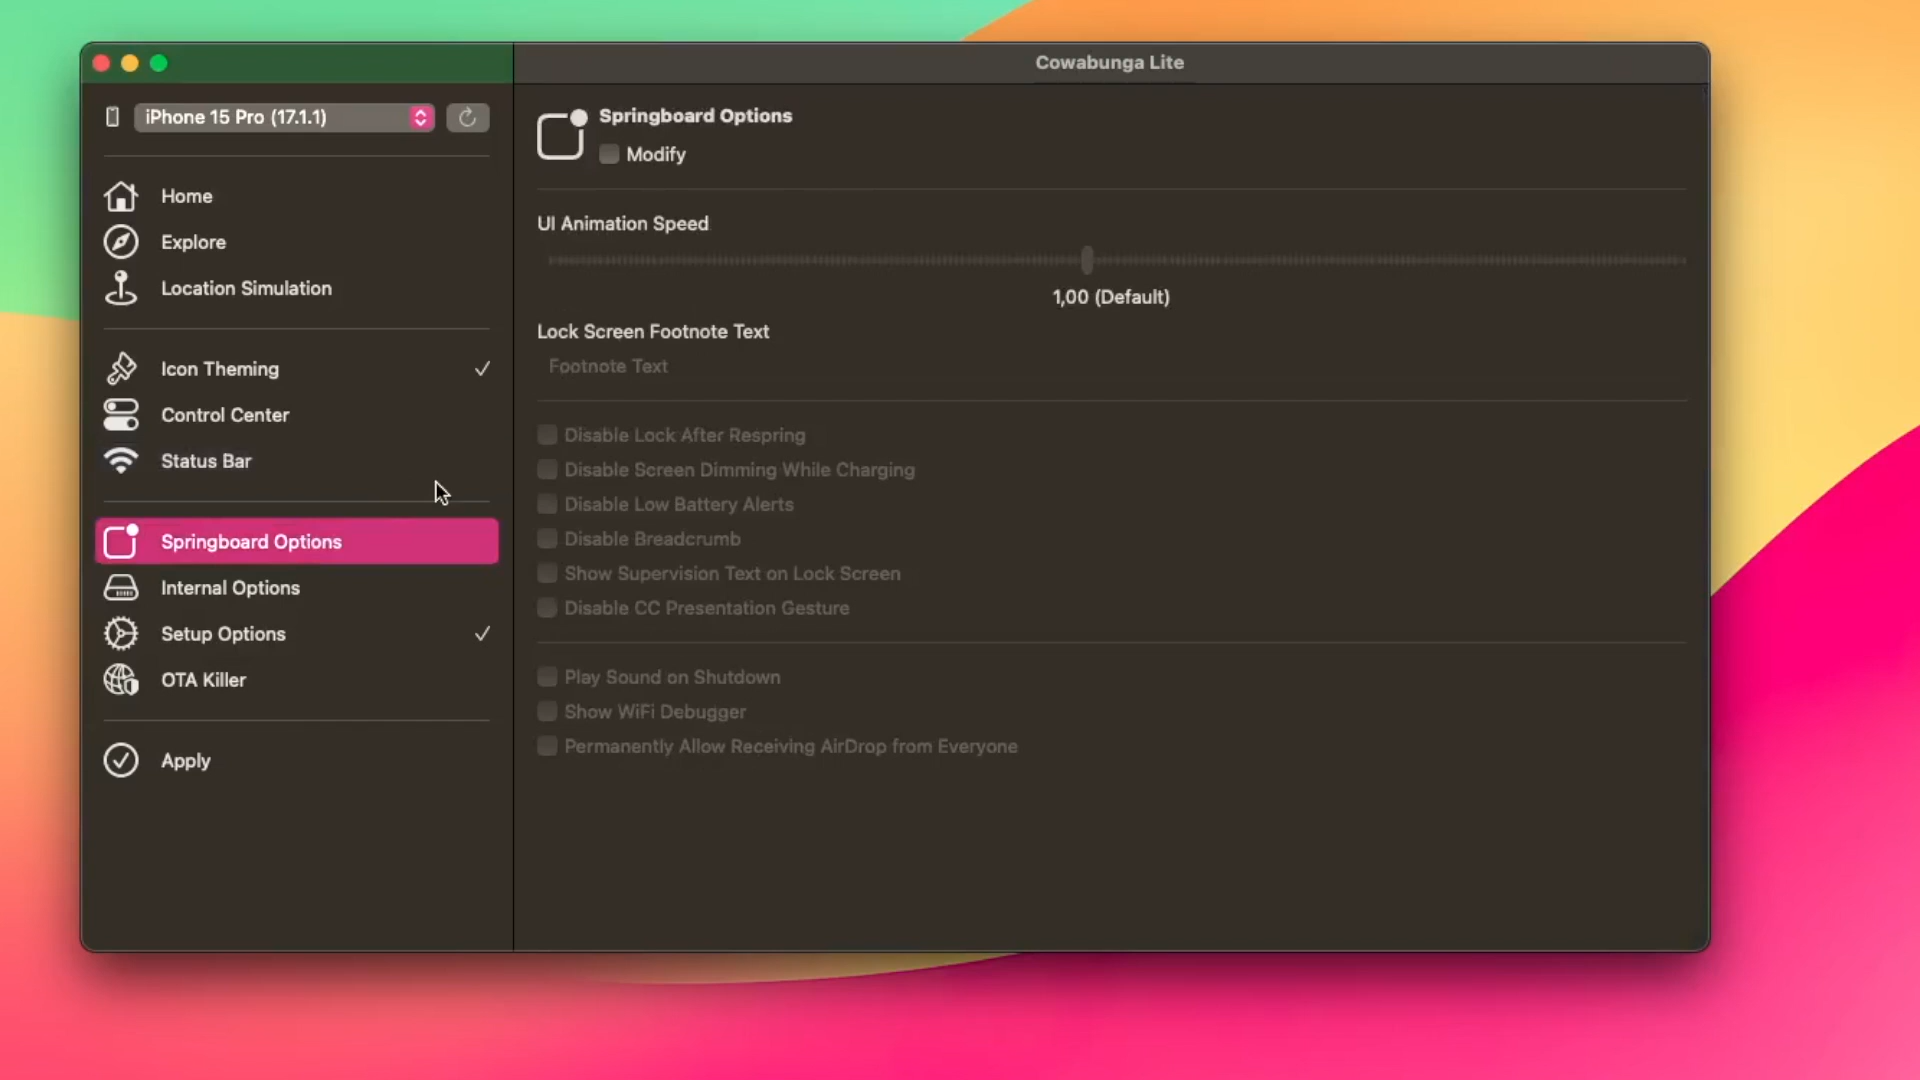 Cowabunga Lite
iPhone 15 Pro (17.1.1)
Home
Explore
Location Simulation
Icon Theming
Control Center
Status Bar
Springboard Options
Internal Options
Setup Options
OTA Killer
Apply
Springboard Options
Modify
UI Animation Speed
1,00 (Default)
Lock Screen Footnote Text
Footnote Text
Disable Lock After Respring
Disable Screen Dimming While Charging
Disable Low Battery Alerts
Disable Breadcrumb
Show Supervision Text on Lock Screen
Disable CC Presentation Gesture
Play Sound on Shutdown
Show WiFi Debugger
Permanently Allow Receiving AirDrop from Everyone